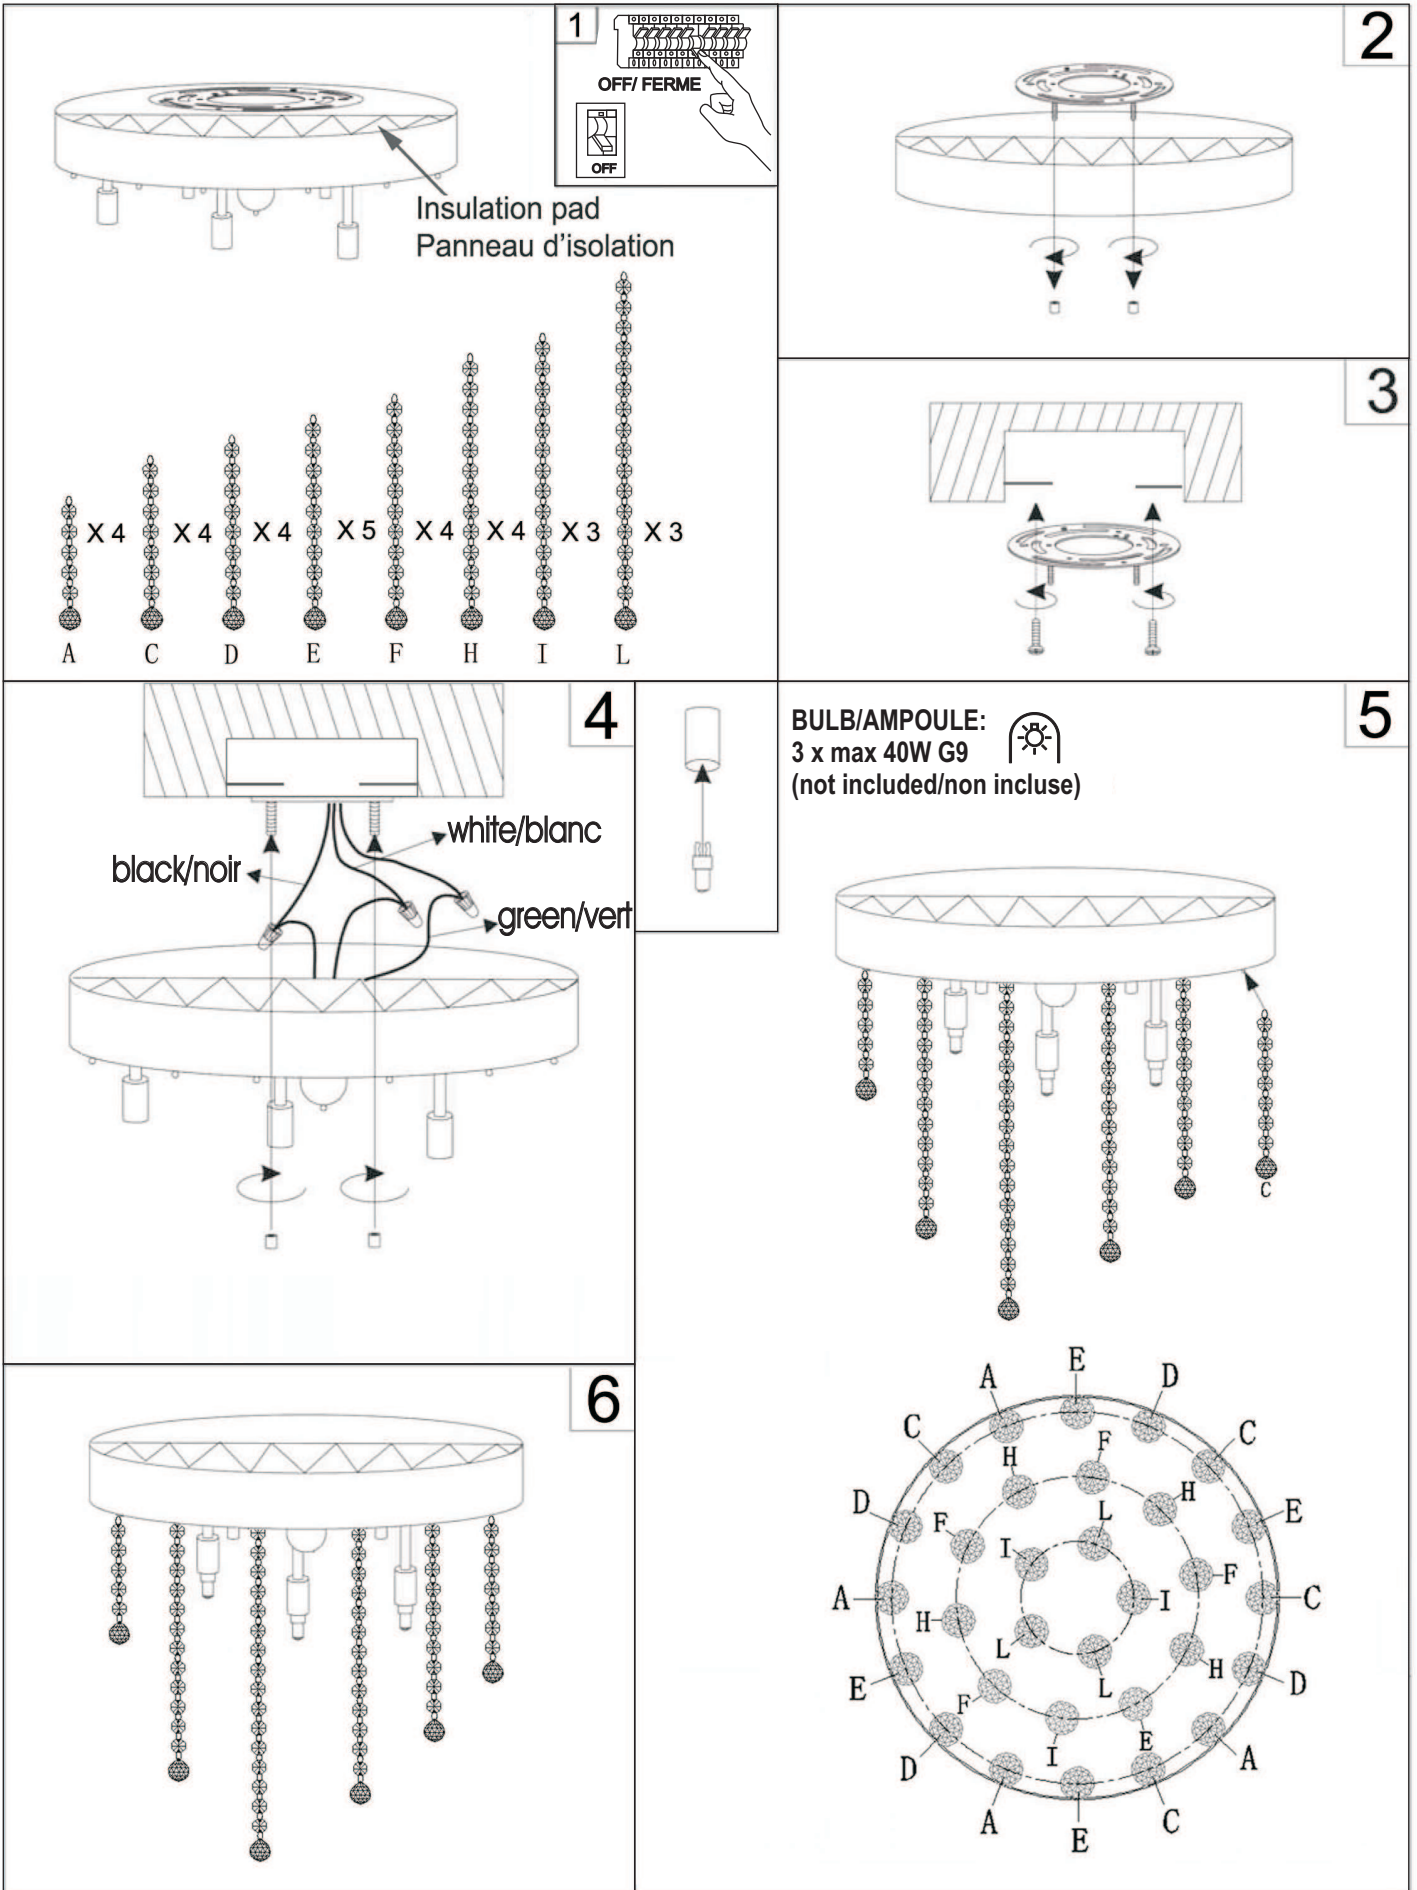 1
OFF/ FERME
OFF
Insulation pad
Panneau d'isolation
X 4 X 4 X 4 X 5 X 4 X 4 X 3 X 3
A C D E F H I L
2
3
4
white/blanc
black/noir
green/vert
5
BULB/AMPOULE:
3 x max 40W G9
(not included/non incluse)
C
E
A D
C C
H F
D H E
F L
I F
A I C
H
L H
E L D
F
I E
D A
A C
E
6